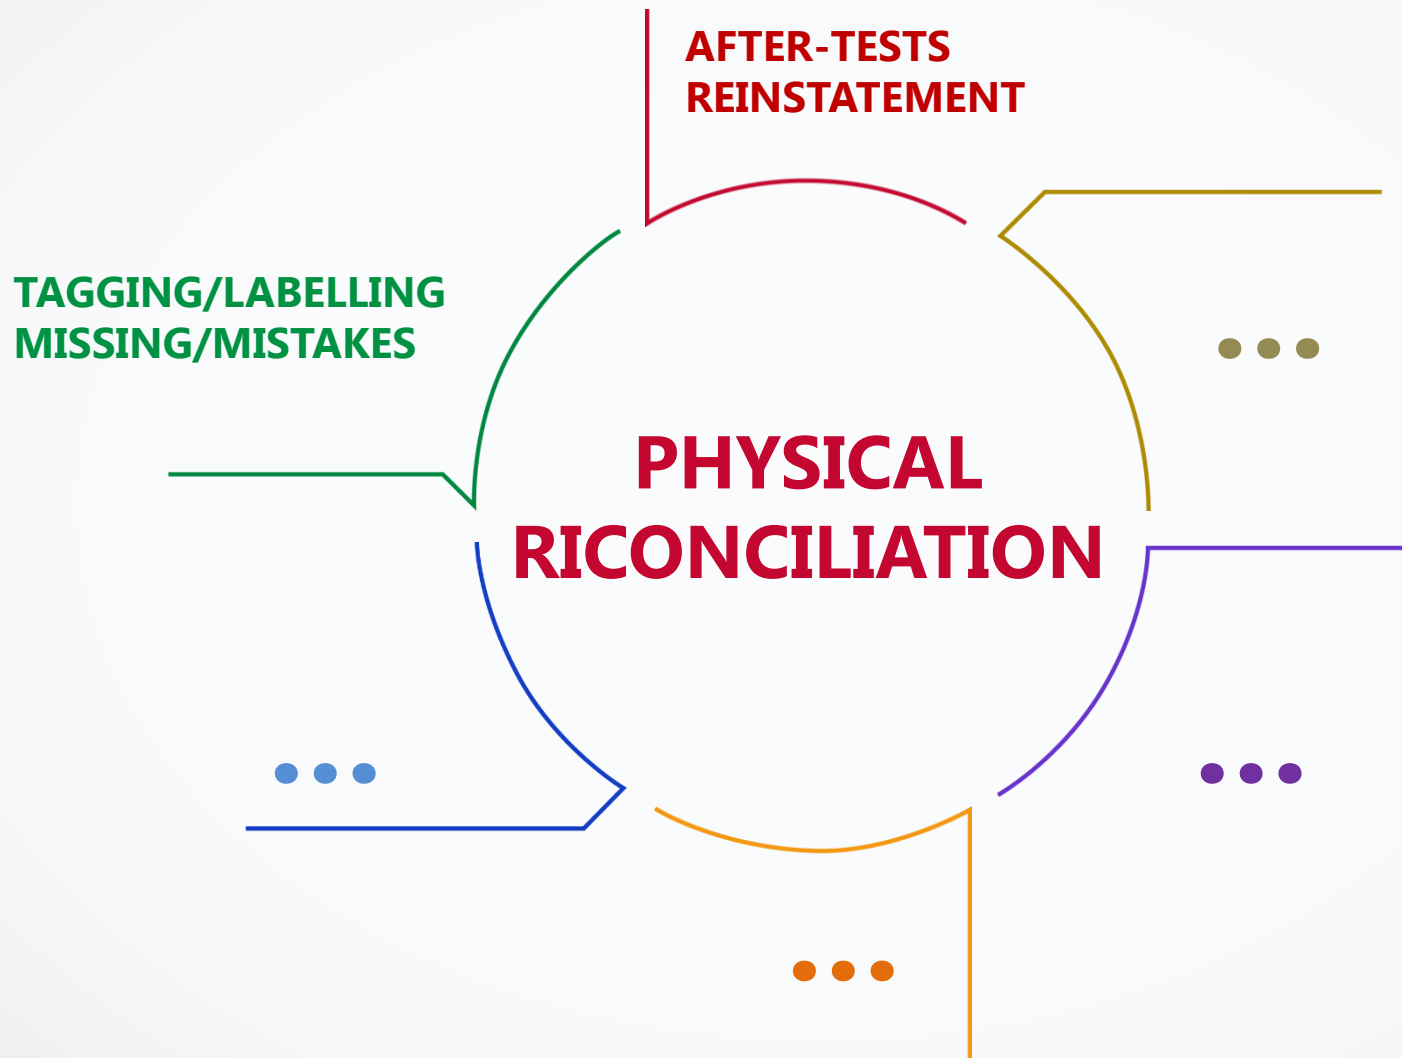 AFTER-TESTS
REINSTATEMENT
TAGGING/LABELLING
MISSING/MISTAKES
PHYSICAL
RICONCILIATION